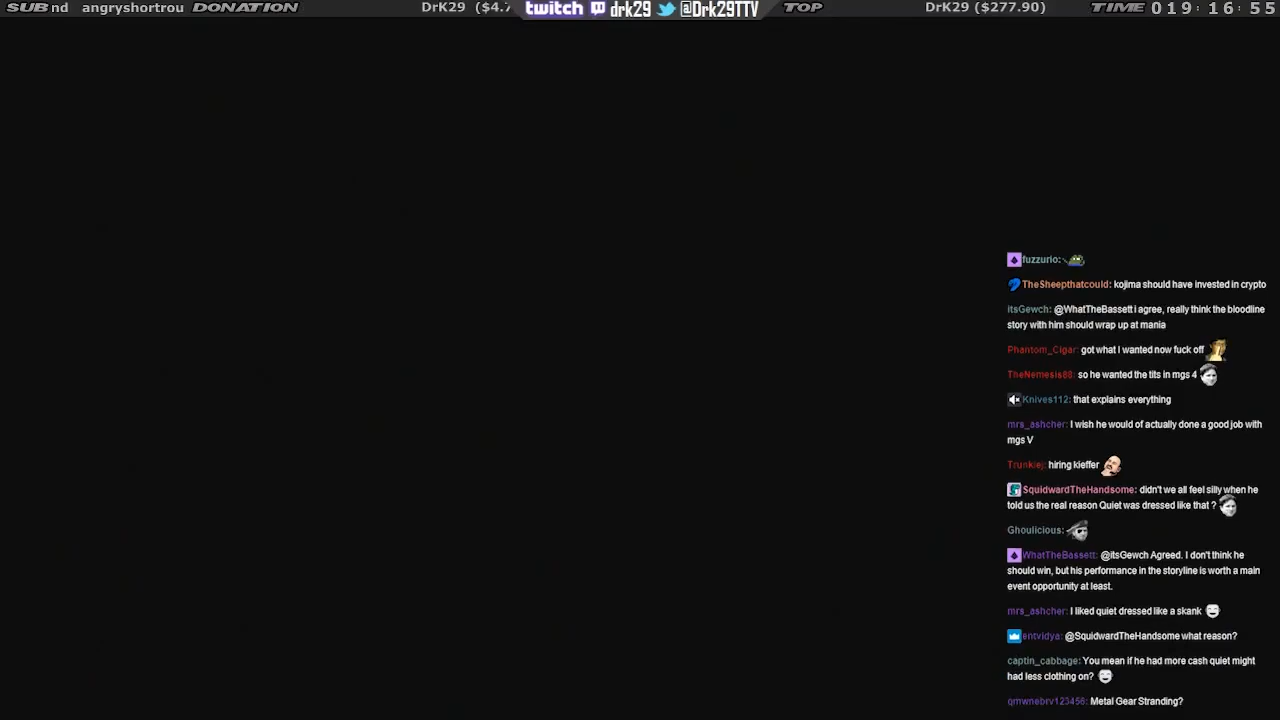 SUB nd angryshortrou DONATION DrK29 ($4.7 twitch drk29 @Drk29TTV TOP DrK29 ($277.90) TIME 019:16:55
fuzzurio:
TheSheepthatcould: kojima should have invested in crypto
itsGewch: @WhatTheBassett i agree, really think the bloodline
story with him should wrap up at mania
Phantom_Cigar: got what I wanted now fuck off
TheNemesis88: so he wanted the tits in mgs 4
Knives112: that explains everything
mrs_ashcher: I wish he would of actually done a good job with
mgs V
Trunkiej: hiring kieffer
SquidwardTheHandsome: didn't we all feel silly when he
told us the real reason Quiet was dressed like that ?
Ghoulicious:
WhatTheBassett: @itsGewch Agreed. I don't think he
should win, but his performance in the storyline is worth a main
event opportunity at least.
mrs_ashcher: I liked quiet dressed like a skank
entvidya: @SquidwardTheHandsome what reason?
captin_cabbage: You mean if he had more cash quiet might
had less clothing on?
qmwnebrv123456: Metal Gear Stranding?